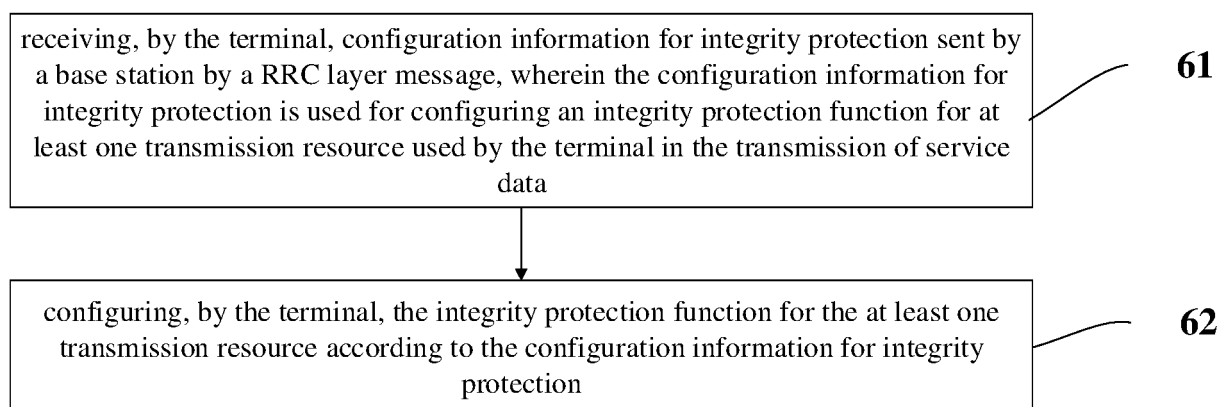 receiving, by the terminal, configuration information for integrity protection sent by
a base station by a RRC layer message, wherein the configuration information for
integrity protection is used for configuring an integrity protection function for at
least one transmission resource used by the terminal in the transmission of service
data
61
configuring, by the terminal, the integrity protection function for the at least one
transmission resource according to the configuration information for integrity
protection
62